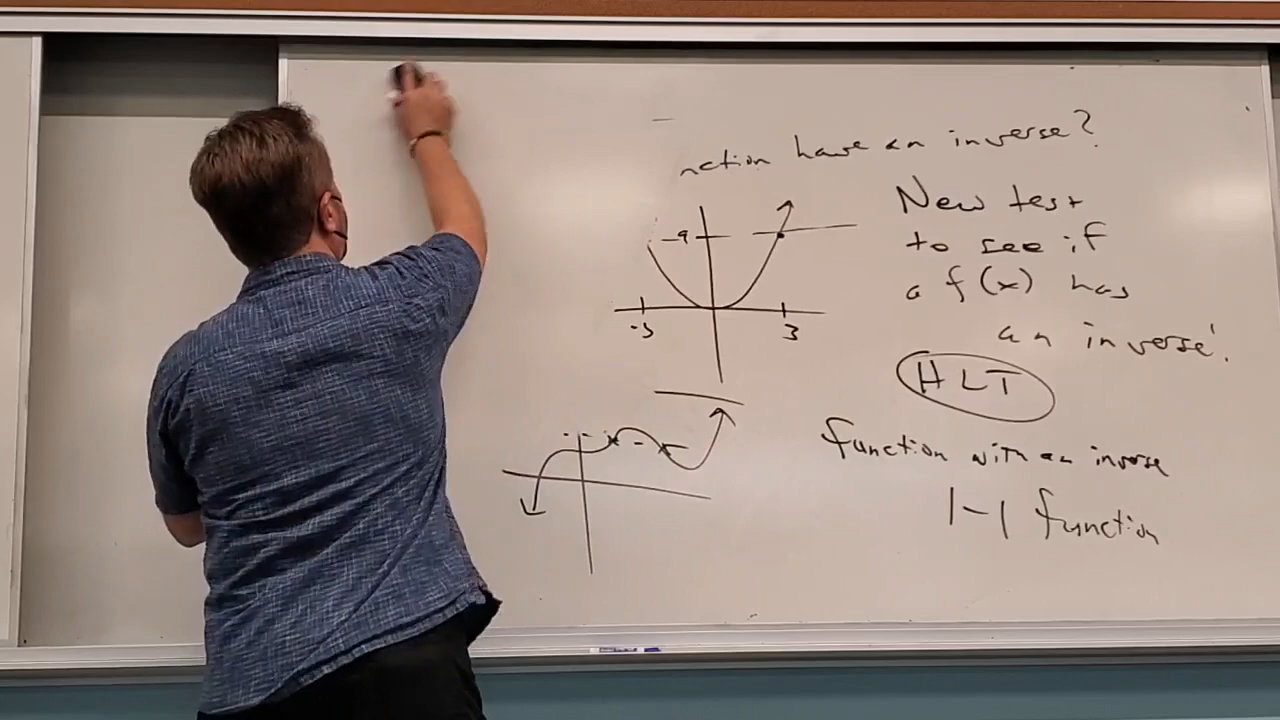 nction have an inverse?
New test
to see if
a f(x) has
an inverse.
HLT
function with an inverse
1-1 function
-9
-3
3